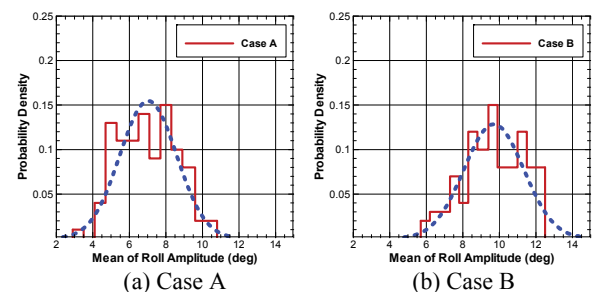 0.25
0.2
0.15
0.1
0.05
Probability Density
Case A
2 4 6 8 10 12 14
Mean of Roll Amplitude (deg)
(a) Case A
0.25
0.2
0.15
0.1
0.05
Probability Density
Case B
2 4 6 8 10 12 14
Mean of Roll Amplitude (deg)
(b) Case B